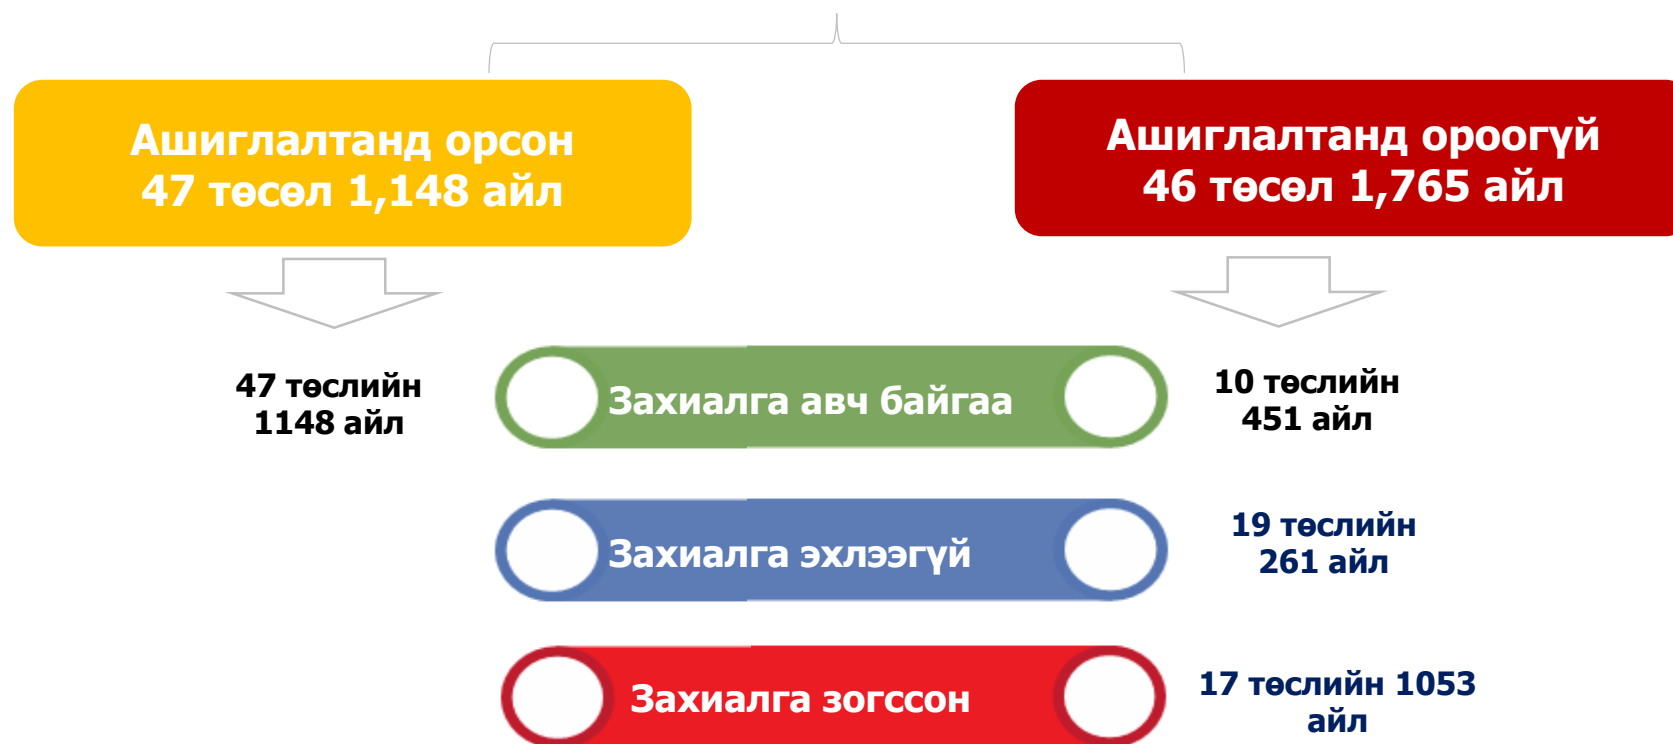 Ашиглалтанд орсон
47 төсөл 1,148 айл
Ашиглалтанд ороогүй
46 төсөл 1,765 айл
47 төслийн
1148 айл
Захиалга авч байгаа
10 төслийн
451 айл
Захиалга эхлээгүй
19 төслийн
261 айл
Захиалга зогссон
17 төслийн 1053
айл